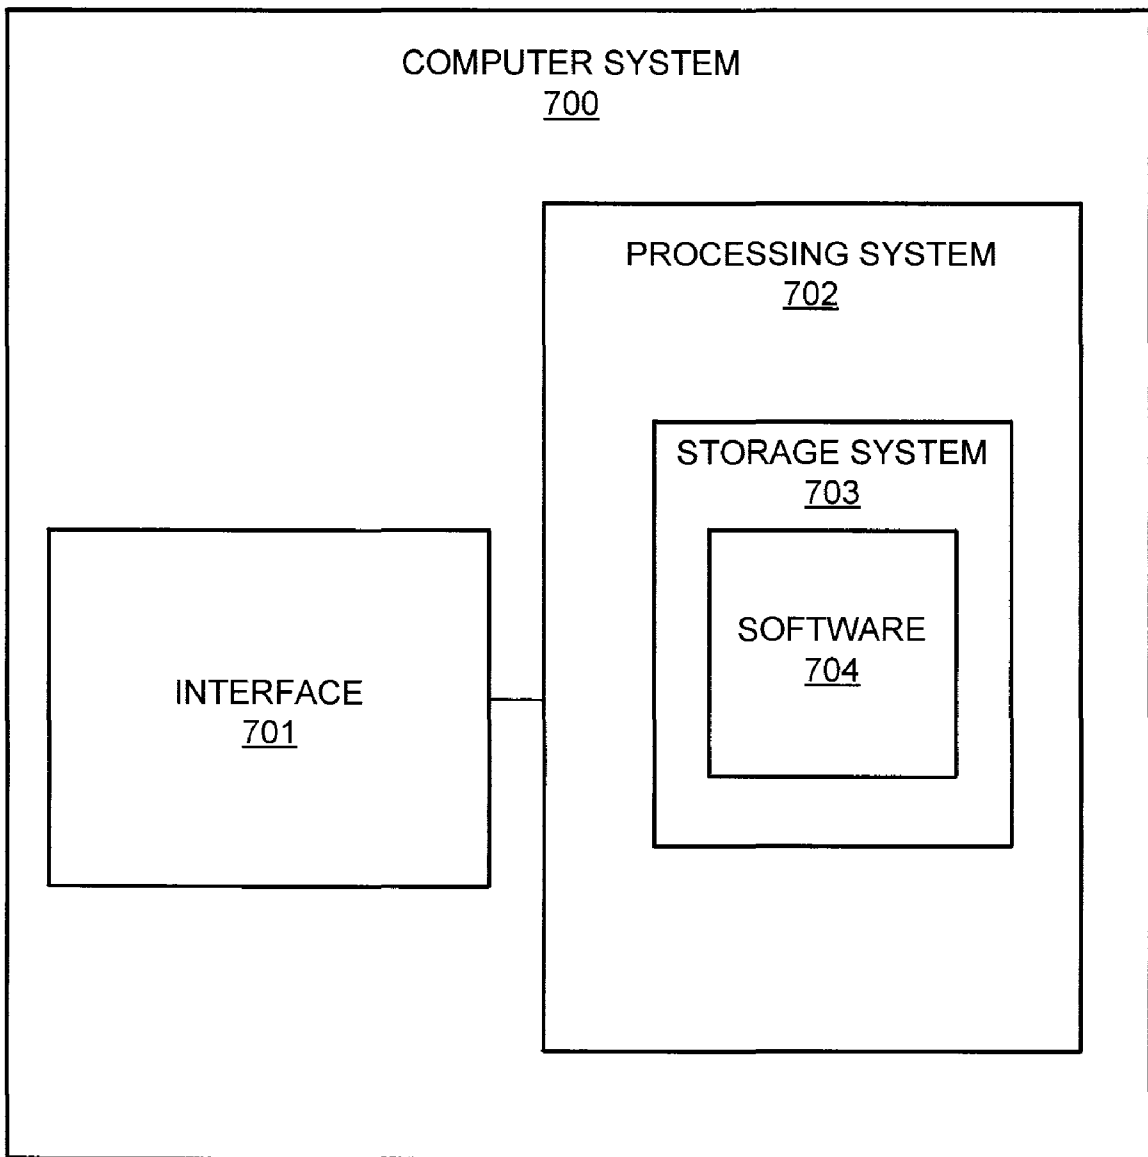 COMPUTER SYSTEM
700
PROCESSING SYSTEM
702
STORAGE SYSTEM
703
SOFTWARE
704
INTERFACE
701